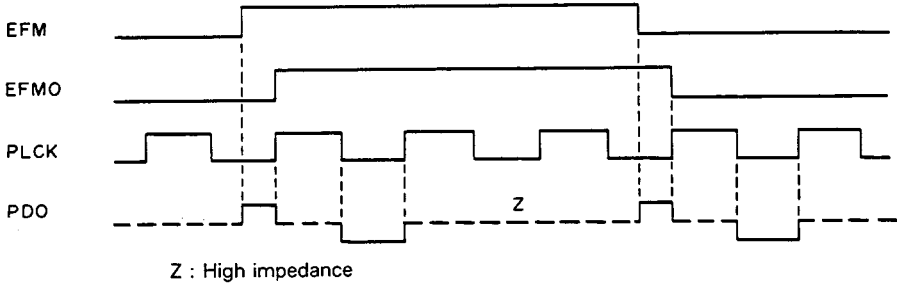 EFM
EFMO
PLCK
PDO
Z
Z : High impedance